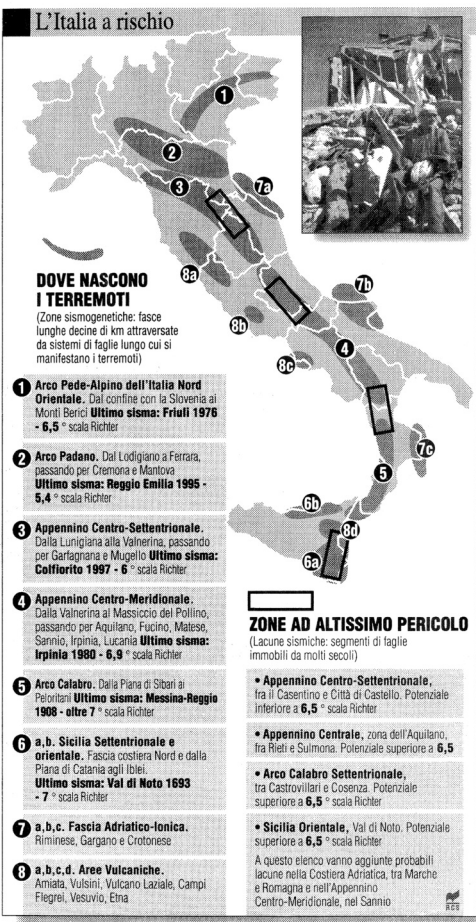 L'Italia a rischio
1
2
3
7a
8a
7b
8b
4
8c
7c
5
6b
8d
6a
DOVE NASCONO
I TERREMOTI
(Zone sismogenetiche: fasce
lunghe decine di km attraversate
da sistemi di faglie lungo cui si
manifestano i terremoti)
1 Arco Pede-Alpino dell'Italia Nord
Orientale. Dal confine con la Slovenia ai
Monti Berici Ultimo sisma: Friuli 1976
- 6,5 ° scala Richter
2 Arco Padano. Dal Lodigiano a Ferrara,
passando per Cremona e Mantova
Ultimo sisma: Reggio Emilia 1995 -
5,4 ° scala Richter
3 Appennino Centro-Settentrionale.
Dalla Lunigiana alla Valnerina, passando
per Garfagnana e Mugello Ultimo sisma:
Colfiorito 1997 - 6 ° scala Richter
4 Appennino Centro-Meridionale.
Dalla Valnerina al Massiccio del Pollino,
passando per Aquilano, Fucino, Matese,
Sannio, Irpinia, Lucania Ultimo sisma:
Irpinia 1980 - 6,9 ° scala Richter
5 Arco Calabro. Dalla Piana di Sibari ai
Peloritani Ultimo sisma: Messina-Reggio
1908 - oltre 7 ° scala Richter
6 a,b. Sicilia Settentrionale e
orientale. Fascia costiera Nord e dalla
Piana di Catania agli Iblei.
Ultimo sisma: Val di Noto 1693
- 7 ° scala Richter
7 a,b,c. Fascia Adriatico-Ionica.
Riminese, Gargano e Crotonese
8 a,b,c,d. Aree Vulcaniche.
Amiata, Vulsini, Vulcano Laziale, Campi
Flegrei, Vesuvio, Etna
ZONE AD ALTISSIMO PERICOLO
(Lacune sismiche: segmenti di faglie
immobili da molti secoli)
• Appennino Centro-Settentrionale,
fra il Casentino e Città di Castello. Potenziale
inferiore a 6,5 ° scala Richter
• Appennino Centrale, zona dell'Aquilano,
fra Rieti e Sulmona. Potenziale superiore a 6,5
• Arco Calabro Settentrionale,
tra Castrovillari e Cosenza. Potenziale
superiore a 6,5 ° scala Richter
• Sicilia Orientale, Val di Noto. Potenziale
superiore a 6,5 ° scala Richter
A questo elenco vanno aggiunte probabili
lacune nella Costiera Adriatica, tra Marche
e Romagna e nell'Appennino
Centro-Meridionale, nel Sannio
RCS